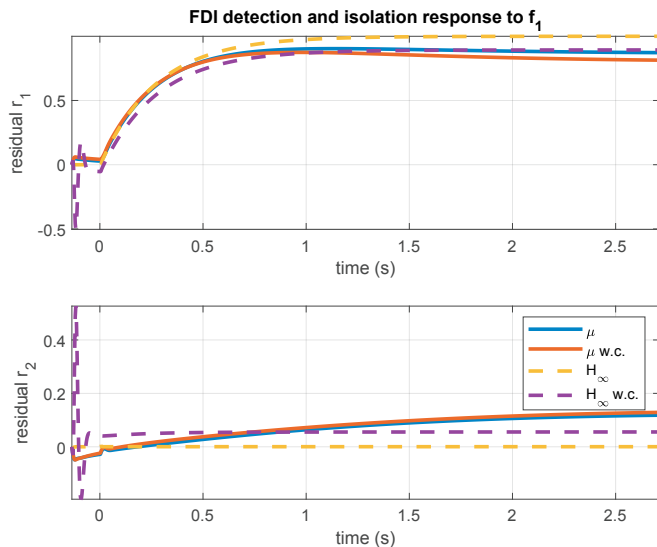 FDI detection and isolation response to f₁
residual r₁
0.5
0
-0.5
0
0.5
1
1.5
2
2.5
time (s)
residual r₂
0.4
0.2
0
μ
μ w.c.
H∞
H∞ w.c.
0
0.5
1
1.5
2
2.5
time (s)